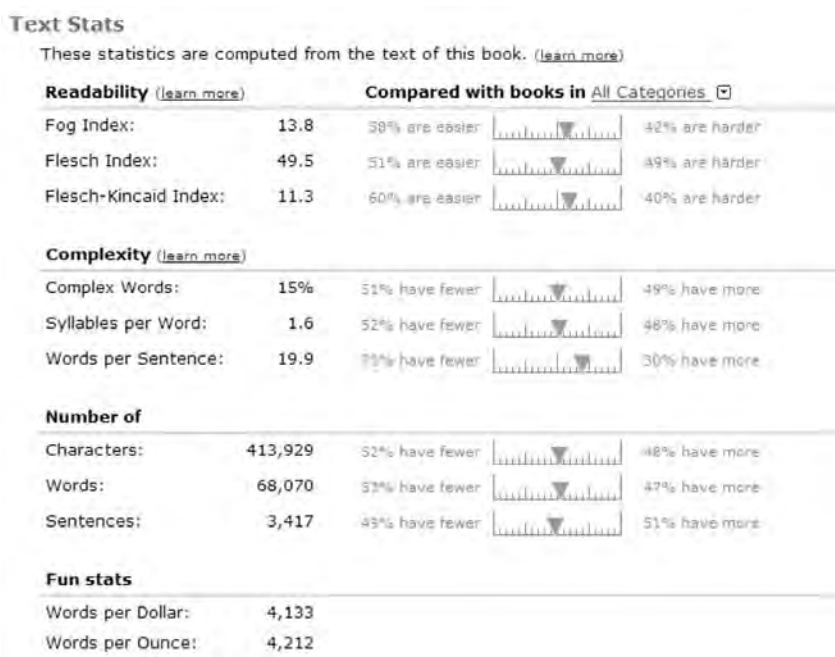 Text Stats
These statistics are computed from the text of this book. (learn more)
Readability (learn more) Compared with books in All Categories
Fog Index: 13.8 58% are easier 42% are harder
Flesch Index: 49.5 51% are easier 49% are harder
Flesch-Kincaid Index: 11.3 60% are easier 40% are harder
Complexity (learn more)
Complex Words: 15% 51% have fewer 49% have more
Syllables per Word: 1.6 52% have fewer 48% have more
Words per Sentence: 19.9 have fewer 30% have more
Number of
Characters: 413,929 52% have fewer 48% have more
Words: 68,070 53% have fewer 47% have more
Sentences: 3,417 have fewer 51% have more
Fun stats
Words per Dollar: 4,133
Words per Ounce: 4,212